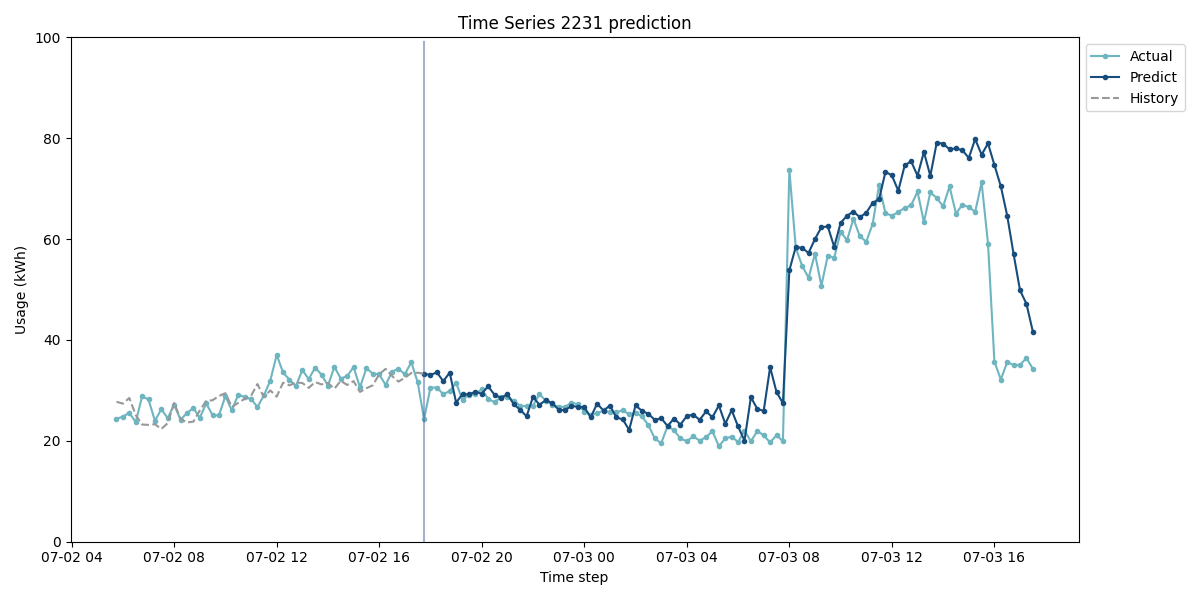 Time Series 2231 prediction
100
80
60
40
20
0
Usage (kWh)
07-02 04
07-02 08
07-02 12
07-02 16
07-02 20
07-03 00
07-03 04
07-03 08
07-03 12
07-03 16
Time step
Actual
Predict
History